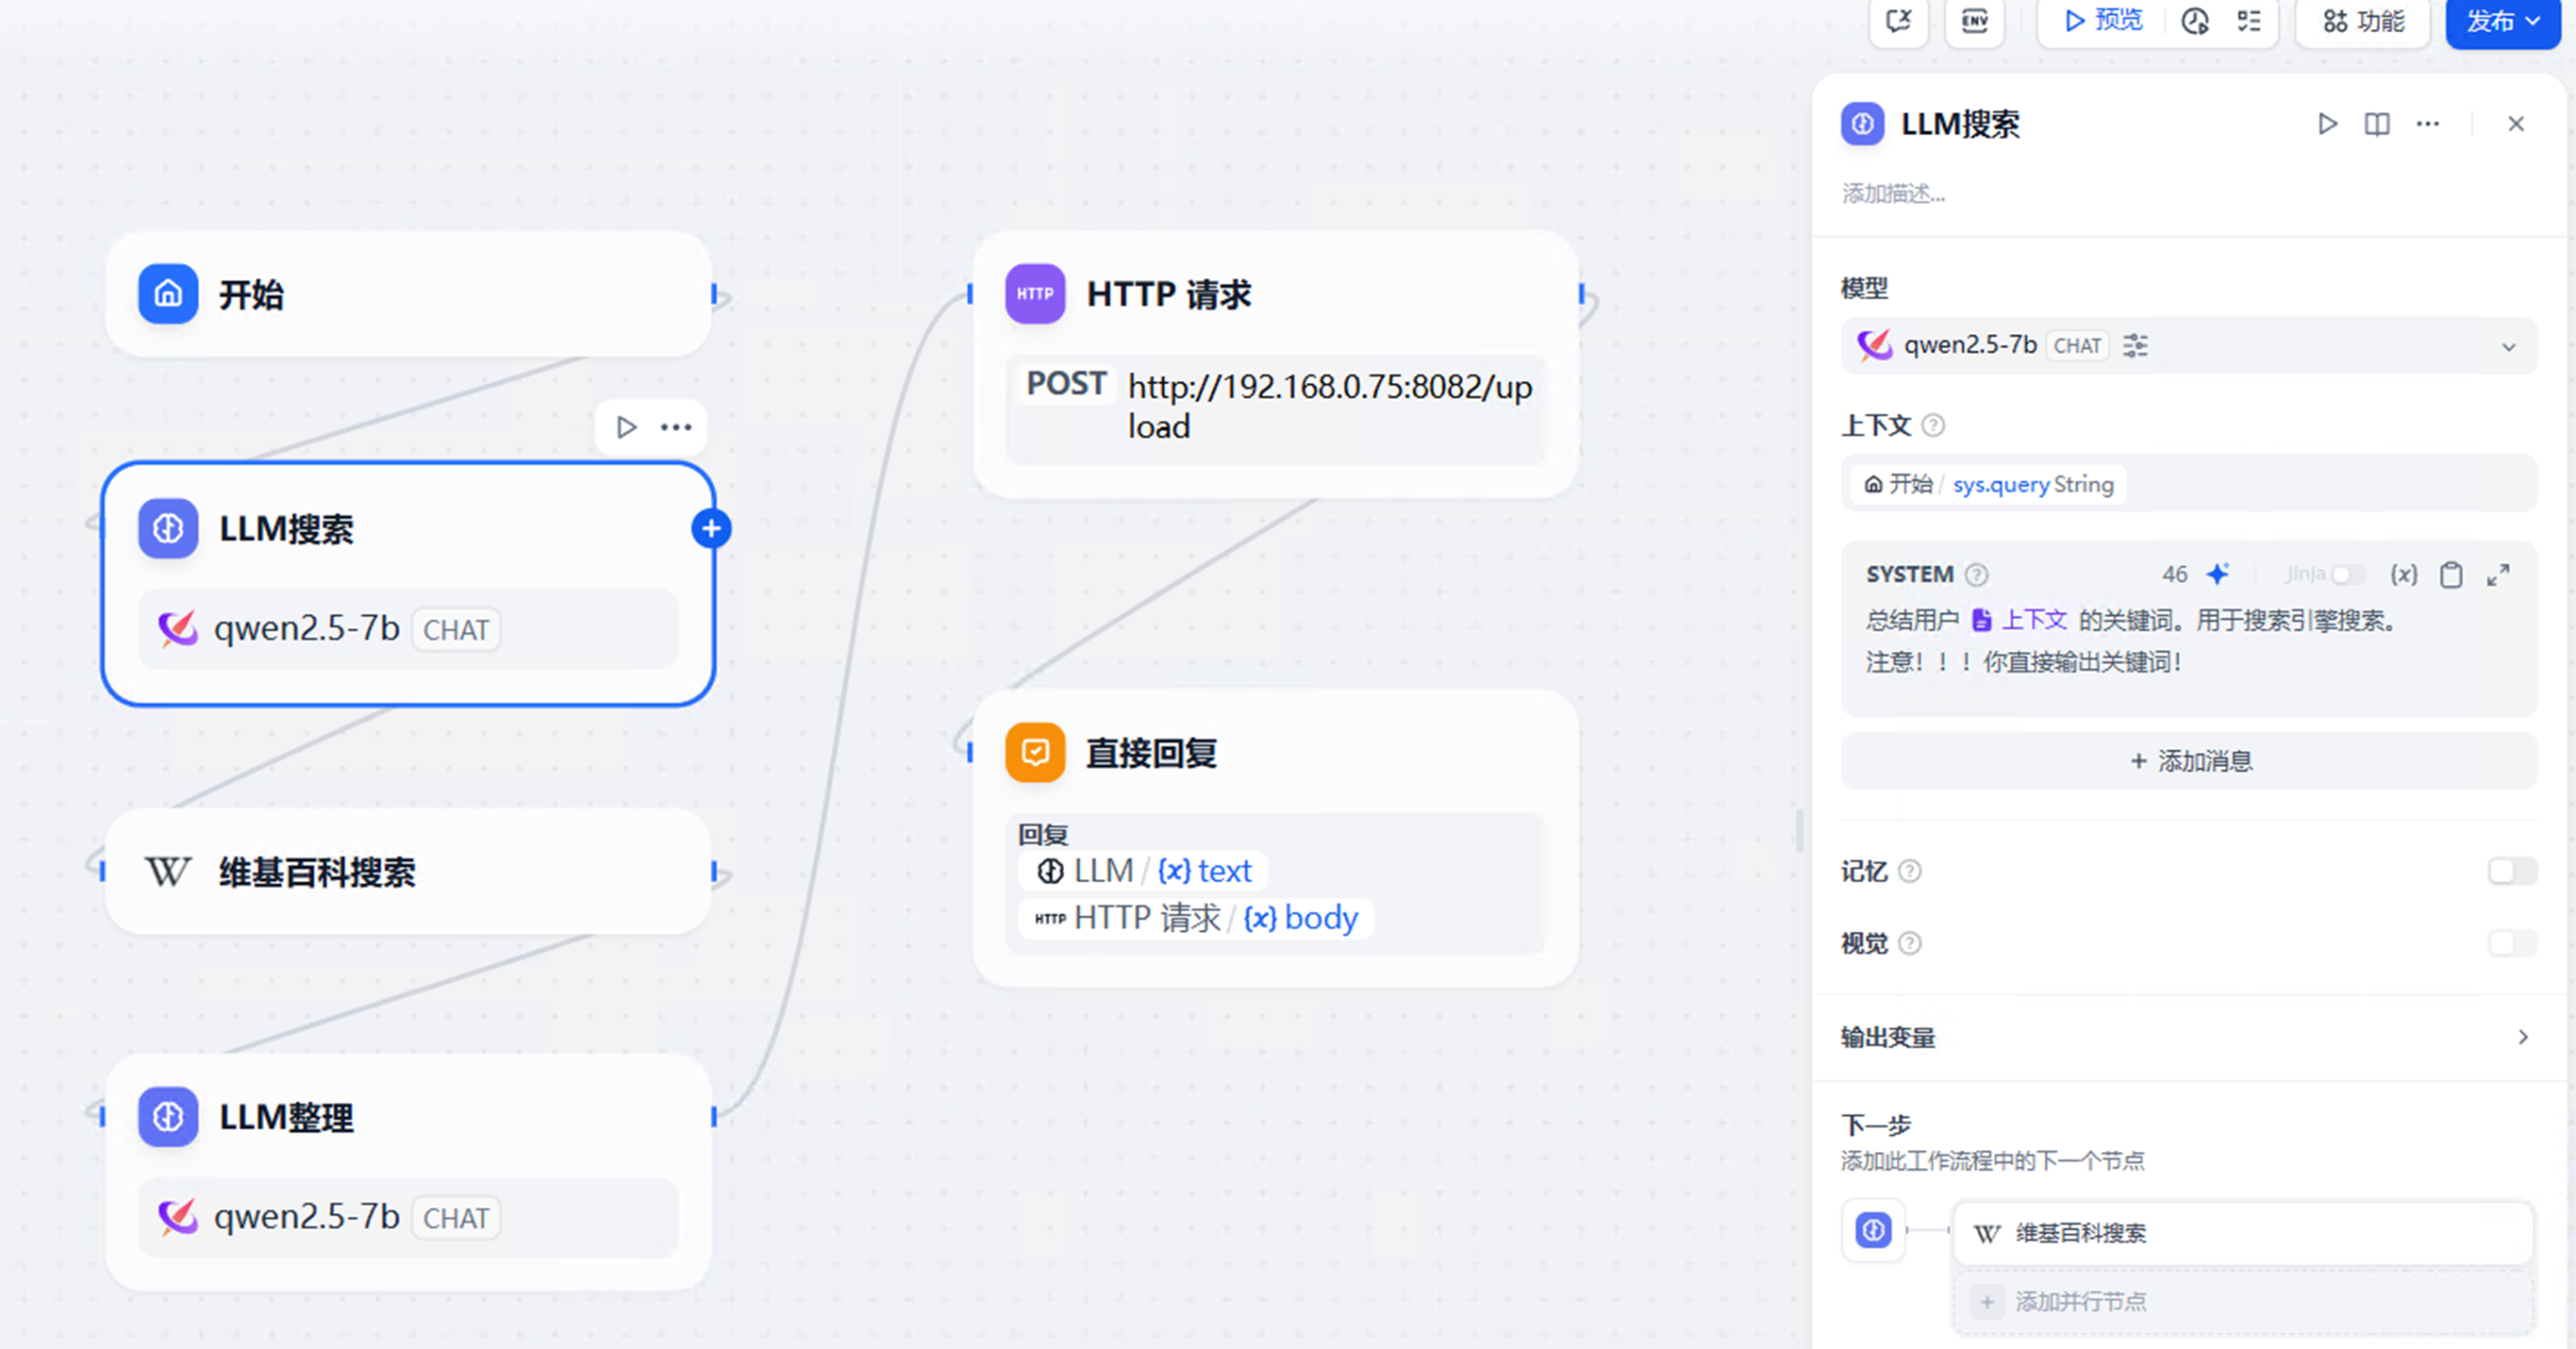 ENV
预览
功能
发布
开始
LLM搜索
qwen2.5-7b CHAT
W 维基百科搜索
LLM整理
qwen2.5-7b CHAT
HTTP HTTP 请求
POST http://192.168.0.75:8082/up
load
直接回复
回复
LLM / {x} text
HTTP HTTP 请求 / {x} body
LLM搜索
添加描述...
模型
qwen2.5-7b CHAT
上下文
开始 / sys.query String
SYSTEM 46 Jinja {x}
总结用户 上下文 的关键词。用于搜索引擎搜索。
注意！！！你直接输出关键词！
+ 添加消息
记忆
视觉
输出变量
下一步
添加此工作流程中的下一个节点
W 维基百科搜索
+ 添加并行节点